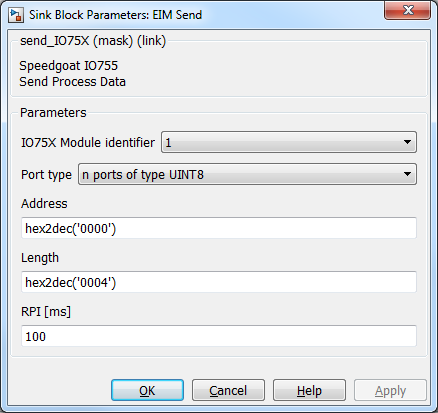 Sink Block Parameters: EIM Send
send_IO75X (mask) (link)
Speedgoat IO755
Send Process Data
Parameters
IO75X Module identifier 1
Port type n ports of type UINT8
Address
hex2dec('0000')
Length
hex2dec('0004')
RPI [ms]
100
OK Cancel Help Apply